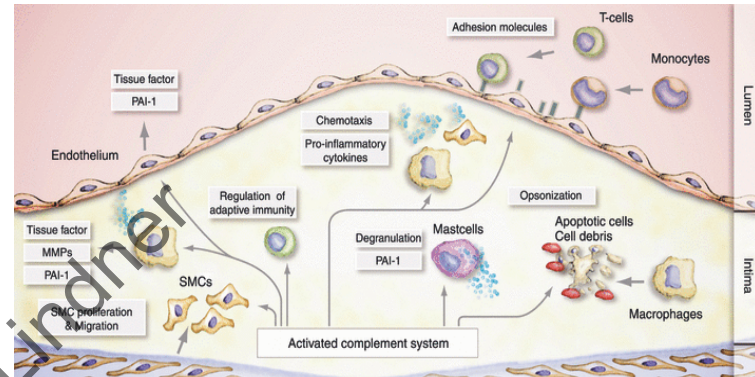 T-cells
Adhesion molecules
Monocytes
Lumen
Tissue factor
PAI-1
Chemotaxis
Pro-inflammatory
cytokines
Endothelium
Regulation of
adaptive immunity
Opsonization
Apoptotic cells
Cell debris
Tissue factor
MMPs
PAI-1
Degranulation
PAI-1
Mastcells
Intima
SMCs
SMC proliferation
& Migration
Macrophages
Activated complement system
Lindner